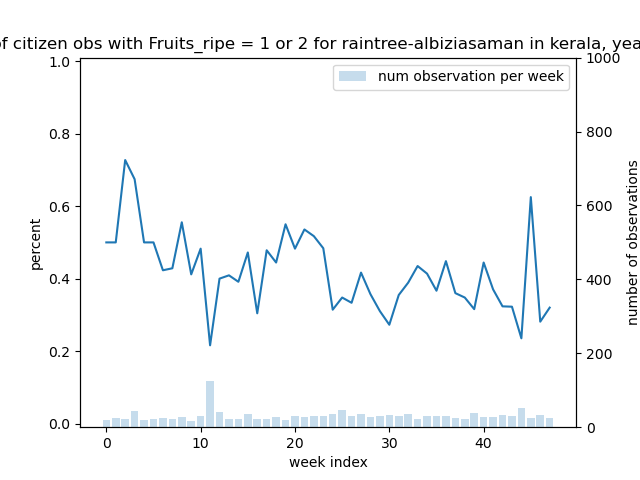 of citizen obs with Fruits_ripe = 1 or 2 for raintree-albiziasaman in kerala,
num observation per week
percent
1.0
0.8
0.6
0.4
0.2
0.0
1000
800
600
400
200
0
number of observations
0 10 20 30 40
week index